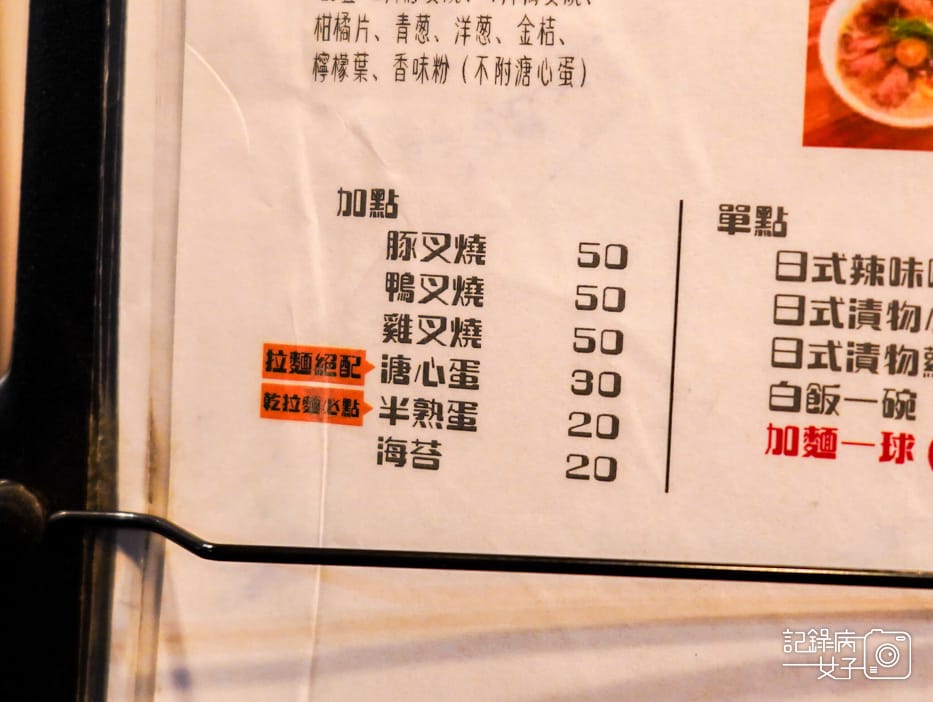 柑橘片、青蔥、洋蔥、金桔、
檸檬葉、香味粉（不附溏心蛋）
加點
豚叉燒 50
鴨叉燒 50
雞叉燒 50
拉麵絕配 溏心蛋 30
乾拉麵必點 半熟蛋 20
海苔 20
單點
日式辣味
日式漬物
日式漬物
白飯一碗
加麵一球
記錄病
女子